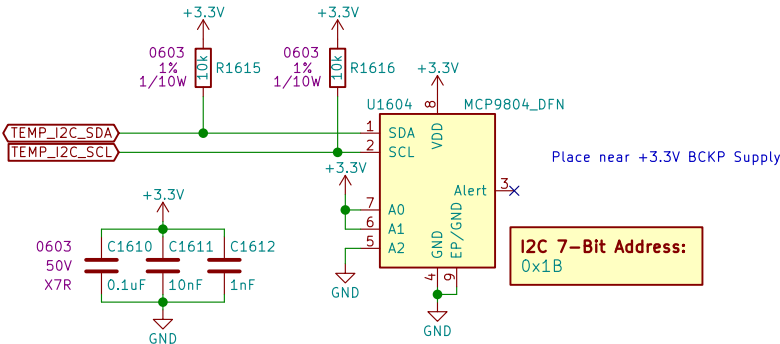 +3.3V
+3.3V
0603
1%
1/10W
10k
R1615
0603
1%
1/10W
10k
R1616
+3.3V
U1604
MCP9804_DFN
8
VDD
TEMP_I2C_SDA
1
SDA
TEMP_I2C_SCL
2
SCL
Place near +3.3V BCKP Supply
+3.3V
Alert
3
7
A0
6
A1
5
A2
GND
EP/GND
4
9
GND
GND
+3.3V
0603
50V
X7R
C1610
0.1uF
C1611
10nF
C1612
1nF
GND
I2C 7-Bit Address:
0x1B